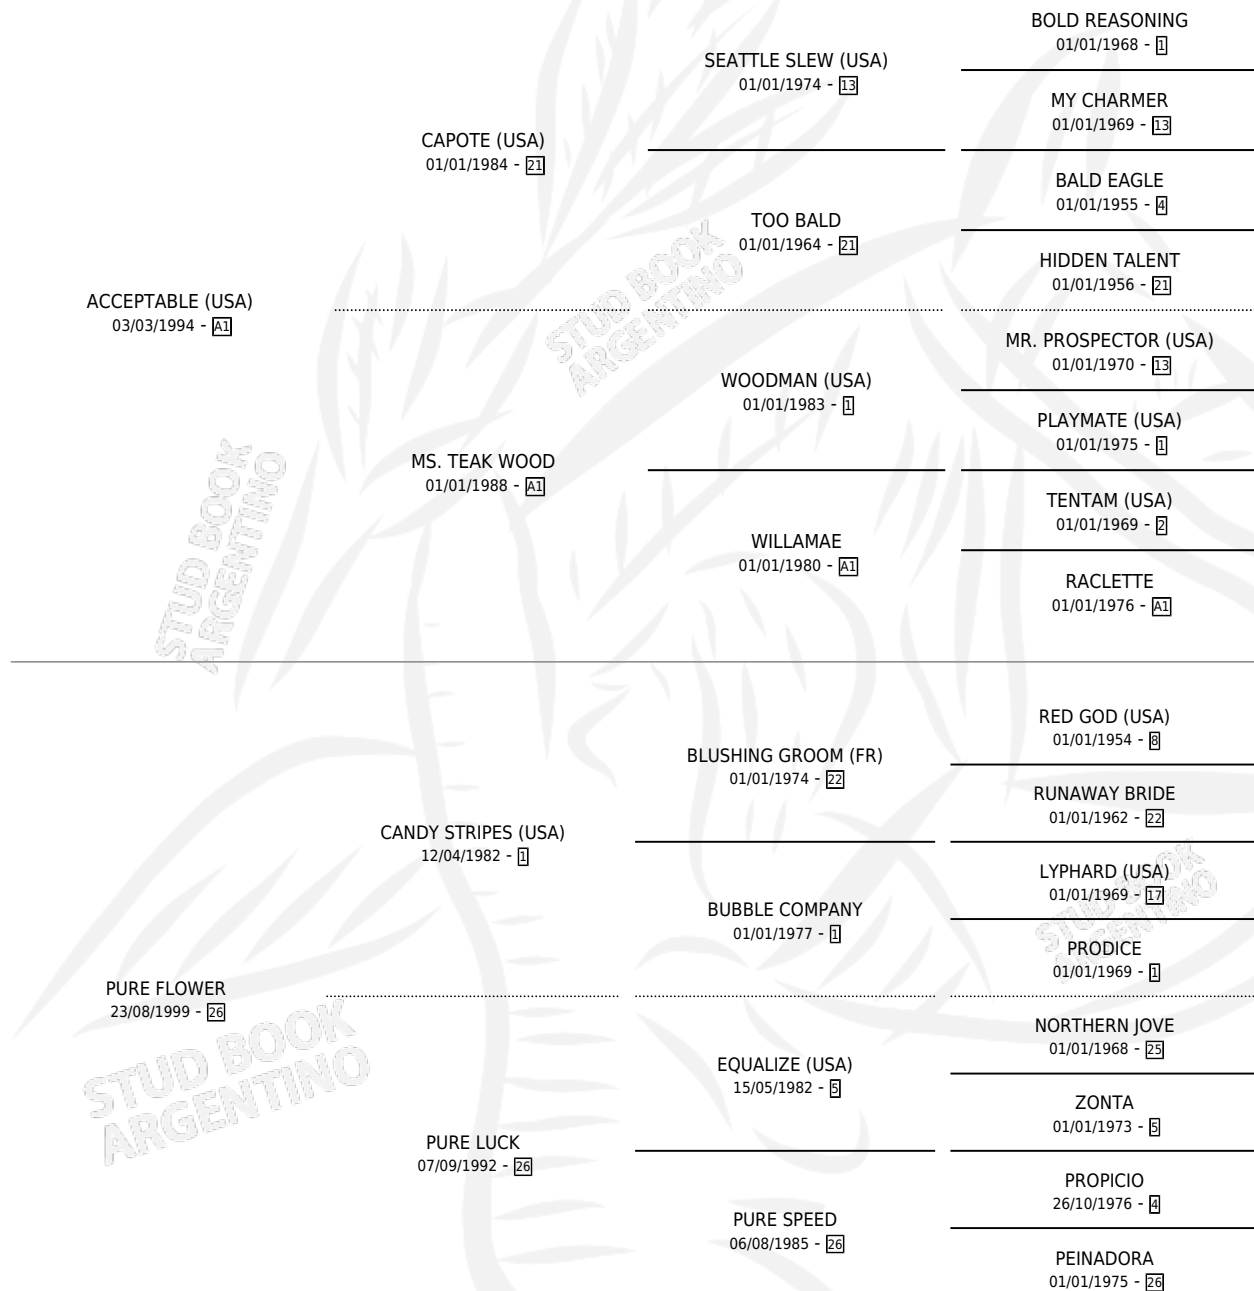 BOLD REASONING
01/01/1968 - 1
SEATTLE SLEW (USA)
01/01/1974 - 13
MY CHARMER
01/01/1969 - 13
CAPOTE (USA)
01/01/1984 - 21
BALD EAGLE
01/01/1955 - 4
TOO BALD
01/01/1964 - 21
HIDDEN TALENT
01/01/1956 - 21
ACCEPTABLE (USA)
03/03/1994 - A1
MR. PROSPECTOR (USA)
01/01/1970 - 13
WOODMAN (USA)
01/01/1983 - 1
PLAYMATE (USA)
01/01/1975 - 1
MS. TEAK WOOD
01/01/1988 - A1
TENTAM (USA)
01/01/1969 - 2
WILLAMAE
01/01/1980 - A1
RACLETTE
01/01/1976 - A1
RED GOD (USA)
01/01/1954 - 8
BLUSHING GROOM (FR)
01/01/1974 - 22
RUNAWAY BRIDE
01/01/1962 - 22
CANDY STRIPES (USA)
12/04/1982 - 1
LYPHARD (USA)
01/01/1969 - 17
BUBBLE COMPANY
01/01/1977 - 1
PRODICE
01/01/1969 - 1
PURE FLOWER
23/08/1999 - 26
NORTHERN JOVE
01/01/1968 - 25
EQUALIZE (USA)
15/05/1982 - 5
ZONTA
01/01/1973 - 5
PURE LUCK
07/09/1992 - 26
PROPICIO
26/10/1976 - 4
PURE SPEED
06/08/1985 - 26
PEINADORA
01/01/1975 - 26
STUD BOOK
ARGENTINO
STUD BOOK
ARGENTINO
STUD BOOK
ARGENTINO
STUD BOOK
ARGENTINO